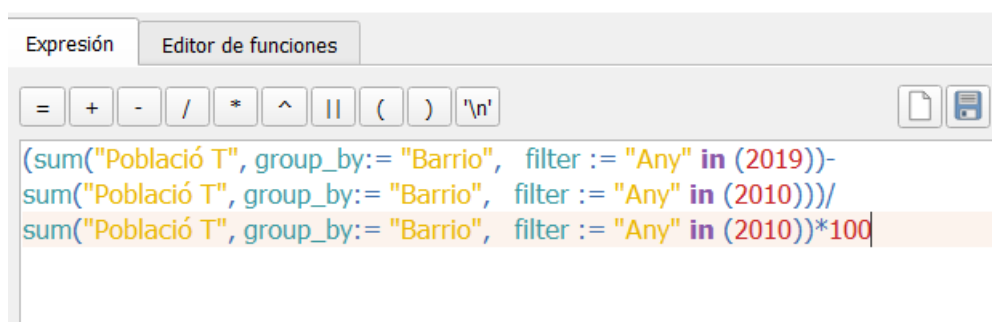 Expresión Editor de funciones
= + - / * ^ || ( ) '\n'
(sum("Població T", group_by:= "Barrio", filter := "Any" in (2019))-
sum("Població T", group_by:= "Barrio", filter := "Any" in (2010)))/
sum("Població T", group_by:= "Barrio", filter := "Any" in (2010))*100